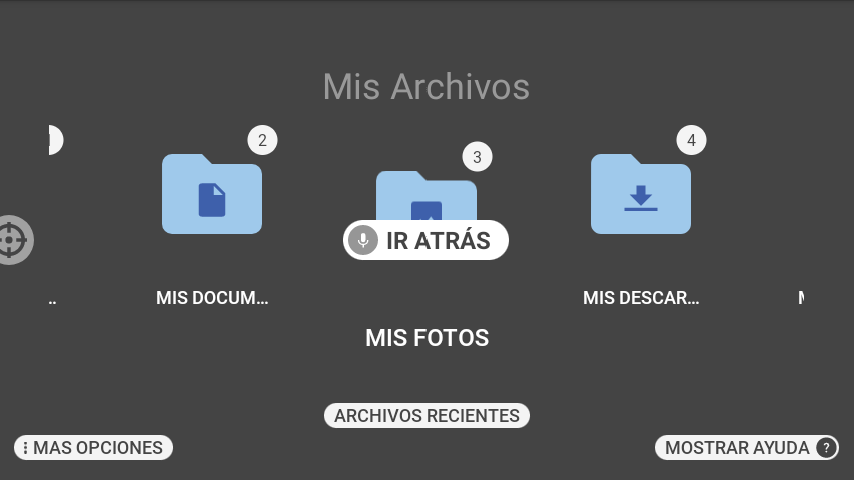 Mis Archivos
2
3
4
IR ATRÁS
..
MIS DOCUM...
MIS DESCAR...
MIS FOTOS
ARCHIVOS RECIENTES
MAS OPCIONES
MOSTRAR AYUDA ?